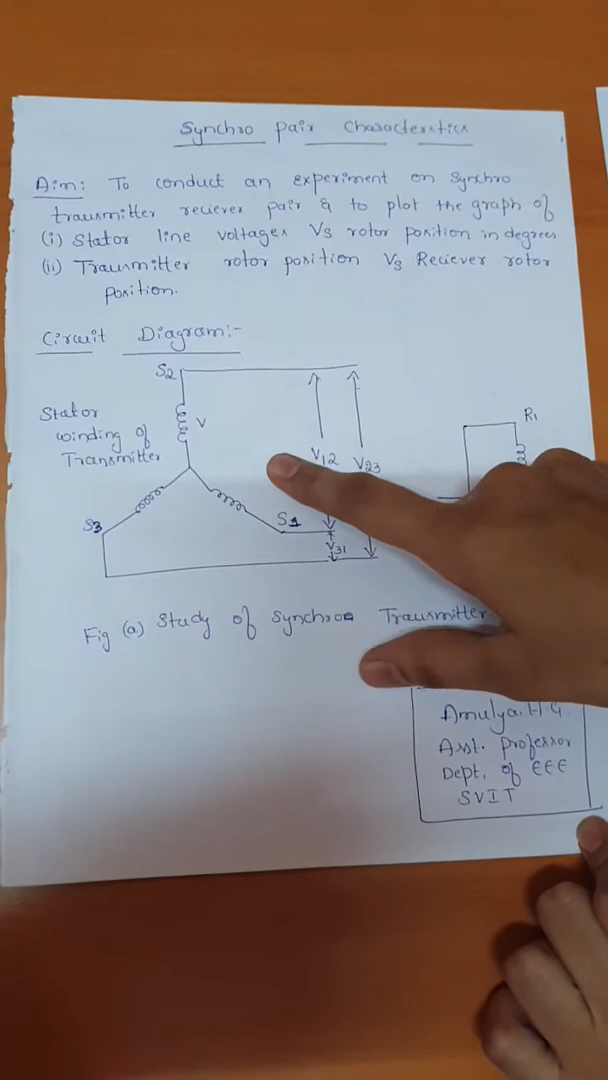 Synchro pair Characteristics
Aim: To conduct an experiment on Synchro
transmitter reciever pair & to plot the graph of
(i) Stator line voltages Vs rotor position in degrees
(ii) Transmitter rotor position Vs Reciever rotor
position.
Circuit Diagram:-
S2
Stator
winding of
Transmitter
V
V12
V23
R1
S3
S1
V31
Fig (a) Study of Synchro Transmitter
Amulya. H.G
Asst. professor
Dept. of EEE
SVIT